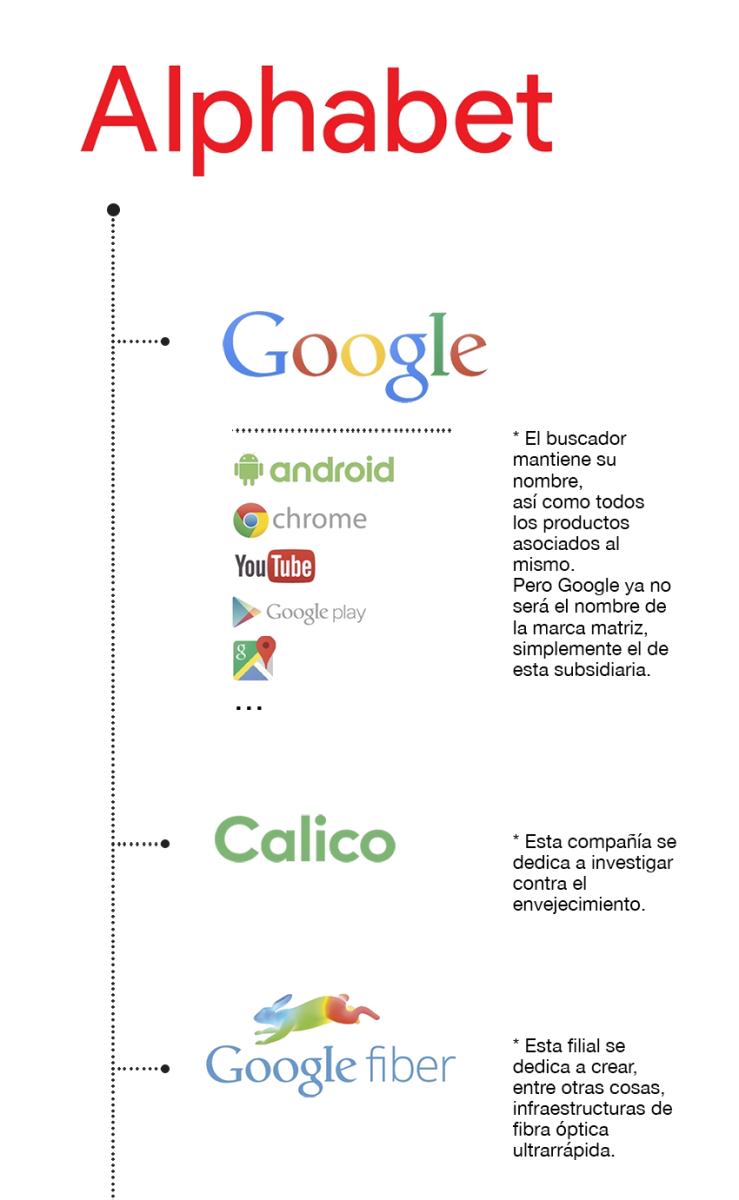 Alphabet
Google
android
chrome
YouTube
Google play
g
...
* El buscador
mantiene su
nombre,
así como todos
los productos
asociados al
mismo.
Pero Google ya no
será el nombre de
la marca matriz,
simplemente el de
esta subsidiaria.
Calico
* Esta compañía se
dedica a investigar
contra el
envejecimiento.
Google fiber
* Esta filial se
dedica a crear,
entre otras cosas,
infraestructuras de
fibra óptica
ultrarrápida.